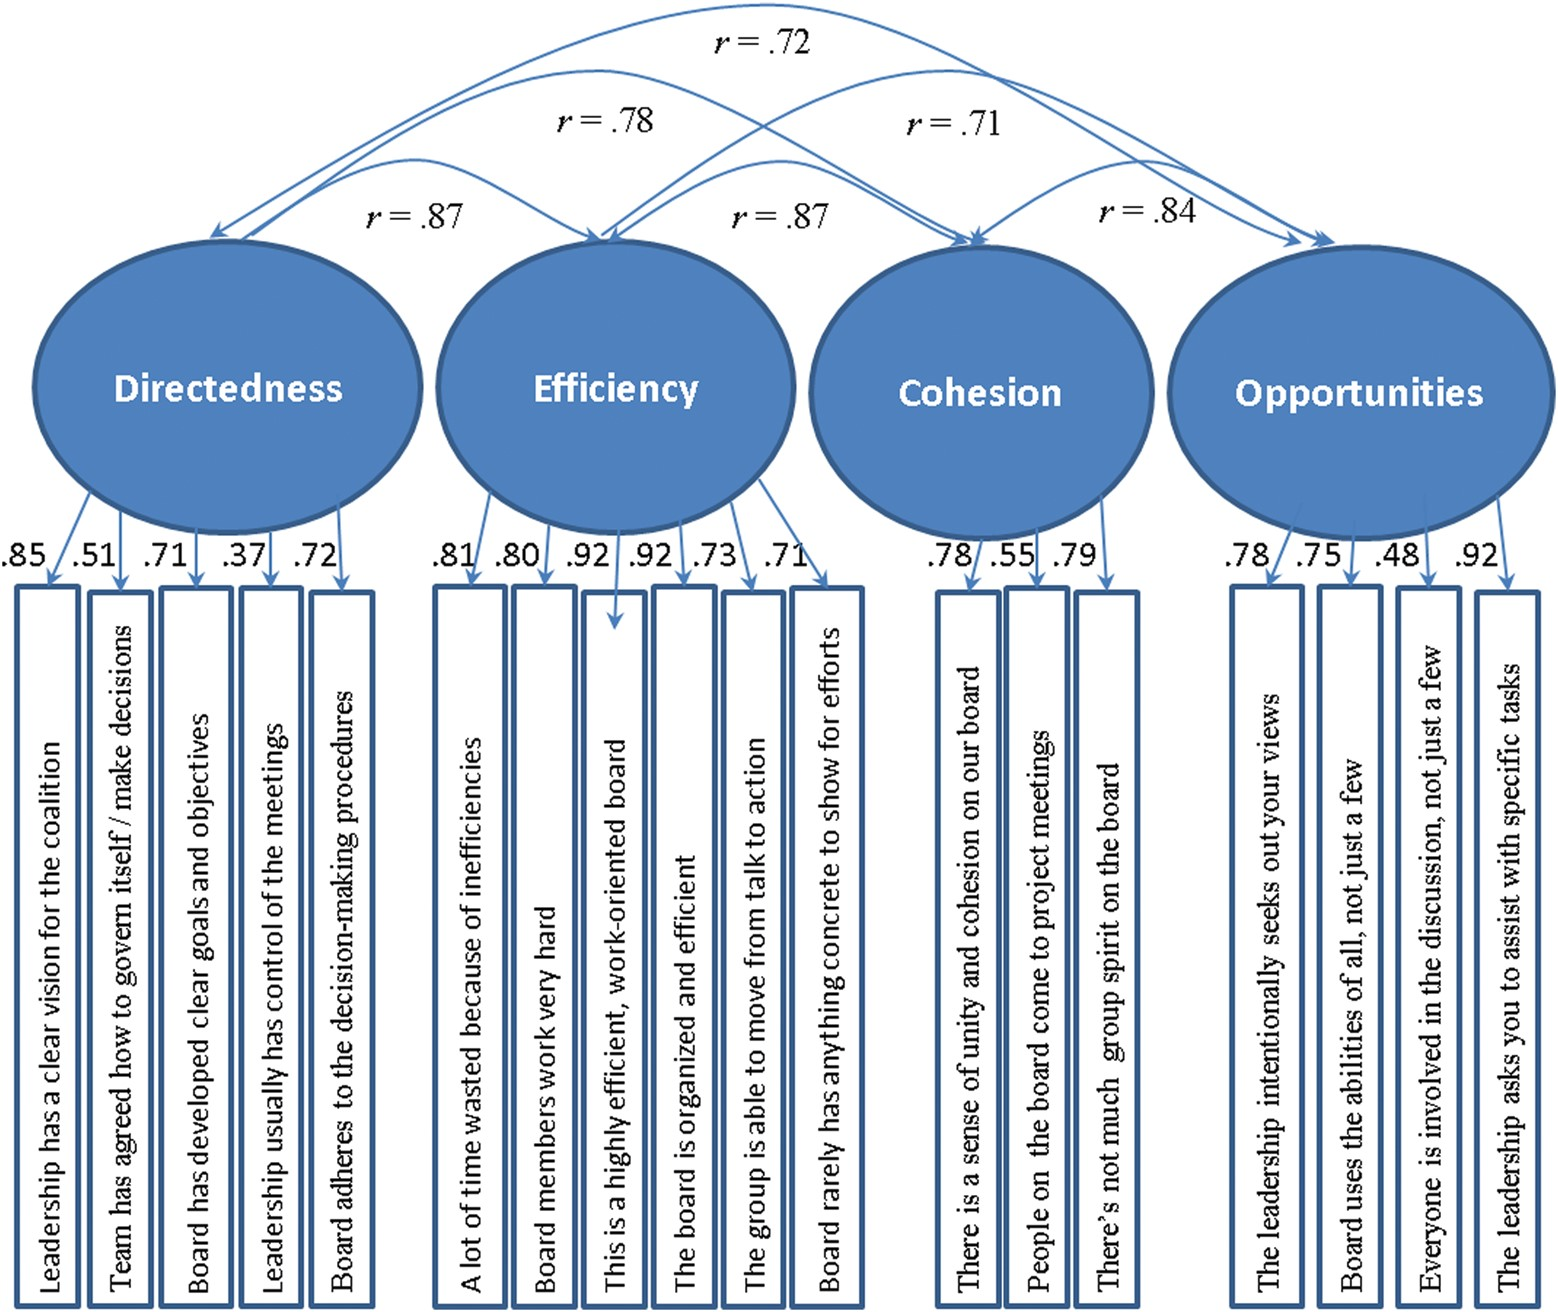 r = .72
r = .78
r = .71
r = .87
r = .87
r = .84
Directedness
Efficiency
Cohesion
Opportunities
.85
.51
.71
.37
.72
.81
.80
.92
.92
.73
.71
.78
.55
.79
.78
.75
.48
.92
Leadership has a clear vision for the coalition
Team has agreed how to govern itself / make decisions
Board has developed clear goals and objectives
Leadership usually has control of the meetings
Board adheres to the decision-making procedures
A lot of time wasted because of inefficiencies
Board members work very hard
This is a highly efficient, work-oriented board
The board is organized and efficient
The group is able to move from talk to action
Board rarely has anything concrete to show for efforts
There is a sense of unity and cohesion on our board
People on the board come to project meetings
There's not much group spirit on the board
The leadership intentionally seeks out your views
Board uses the abilities of all, not just a few
Everyone is involved in the discussion, not just a few
The leadership asks you to assist with specific tasks